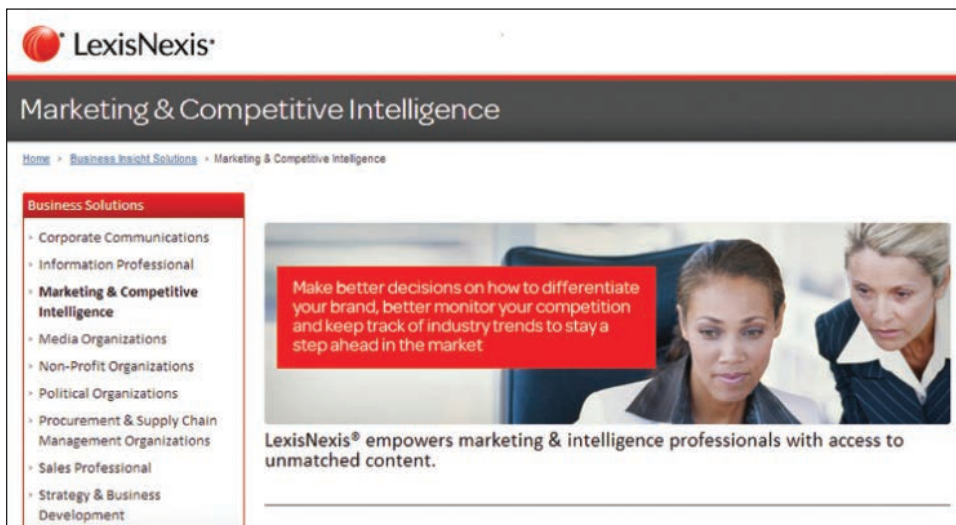 LexisNexis®
Marketing & Competitive Intelligence
Home > Business Insight Solutions > Marketing & Competitive Intelligence
Business Solutions
Corporate Communications
Information Professional
Marketing & Competitive
Intelligence
Media Organizations
Non-Profit Organizations
Political Organizations
Procurement & Supply Chain
Management Organizations
Sales Professional
Strategy & Business
Development
Make better decisions on how to differentiate
your brand, better monitor your competition
and keep track of industry trends to stay a
step ahead in the market
LexisNexis® empowers marketing & intelligence professionals with access to
unmatched content.